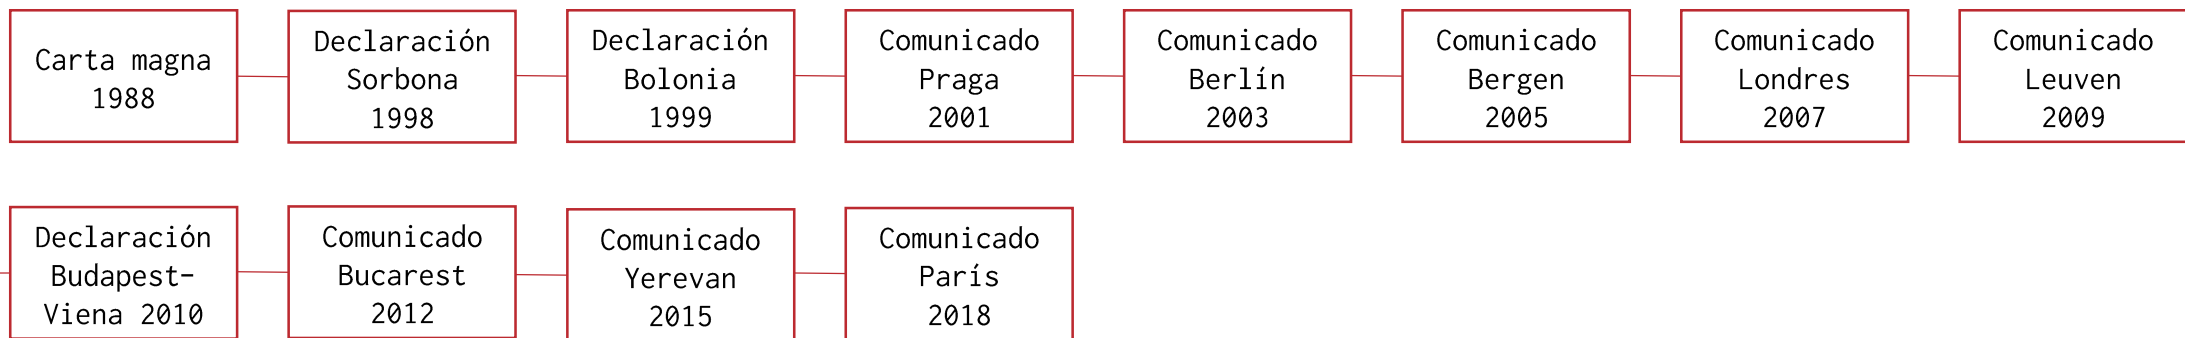 Carta magna
1988
Declaración
Sorbona
1998
Declaración
Bolonia
1999
Comunicado
Praga
2001
Comunicado
Berlín
2003
Comunicado
Bergen
2005
Comunicado
Londres
2007
Comunicado
Leuven
2009
Declaración
Budapest–
Viena 2010
Comunicado
Bucarest
2012
Comunicado
Yerevan
2015
Comunicado
París
2018